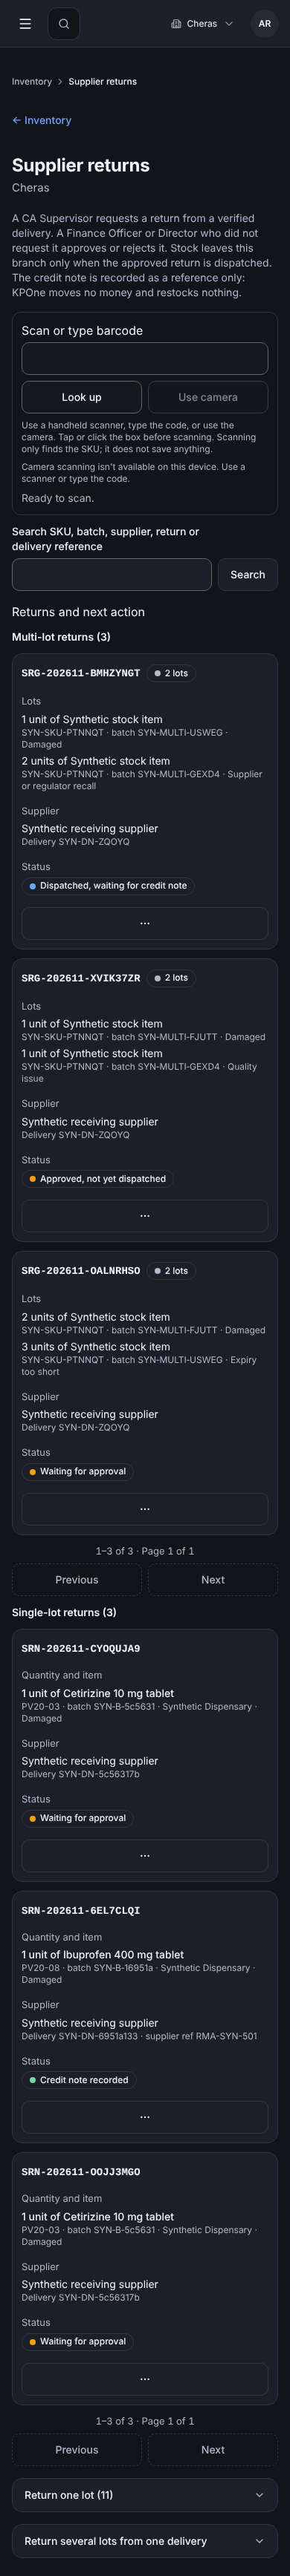 Cheras
AR
Inventory > Supplier returns
← Inventory
Supplier returns
Cheras
A CA Supervisor requests a return from a verified
delivery. A Finance Officer or Director who did not
request it approves or rejects it. Stock leaves this
branch only when the approved return is dispatched.
The credit note is recorded as a reference only:
KPOne moves no money and restocks nothing.
Scan or type barcode
Look up
Use camera
Use a handheld scanner, type the code, or use the
camera. Tap or click the box before scanning. Scanning
only finds the SKU; it does not save anything.
Camera scanning isn't available on this device. Use a
scanner or type the code.
Ready to scan.
Search SKU, batch, supplier, return or
delivery reference
Search
Returns and next action
Multi-lot returns (3)
SRG-202611-BMHZYNGT
2 lots
Lots
1 unit of Synthetic stock item
SYN-SKU-PTNNQT · batch SYN-MULTI-USWEG ·
Damaged
2 units of Synthetic stock item
SYN-SKU-PTNNQT · batch SYN-MULTI-GEXD4 · Supplier
or regulator recall
Supplier
Synthetic receiving supplier
Delivery SYN-DN-ZQOYQ
Status
Dispatched, waiting for credit note
...
SRG-202611-XVIK37ZR
2 lots
Lots
1 unit of Synthetic stock item
SYN-SKU-PTNNQT · batch SYN-MULTI-FJUTT · Damaged
1 unit of Synthetic stock item
SYN-SKU-PTNNQT · batch SYN-MULTI-GEXD4 · Quality
issue
Supplier
Synthetic receiving supplier
Delivery SYN-DN-ZQOYQ
Status
Approved, not yet dispatched
...
SRG-202611-OALNRHSO
2 lots
Lots
2 units of Synthetic stock item
SYN-SKU-PTNNQT · batch SYN-MULTI-FJUTT · Damaged
3 units of Synthetic stock item
SYN-SKU-PTNNQT · batch SYN-MULTI-USWEG · Expiry
too short
Supplier
Synthetic receiving supplier
Delivery SYN-DN-ZQOYQ
Status
Waiting for approval
...
1–3 of 3 · Page 1 of 1
Previous
Next
Single-lot returns (3)
SRN-202611-CYOQUJA9
Quantity and item
1 unit of Cetirizine 10 mg tablet
PV20-03 · batch SYN-B-5c5631 · Synthetic Dispensary ·
Damaged
Supplier
Synthetic receiving supplier
Delivery SYN-DN-5c56317b
Status
Waiting for approval
...
SRN-202611-6EL7CLQI
Quantity and item
1 unit of Ibuprofen 400 mg tablet
PV20-08 · batch SYN-B-16951a · Synthetic Dispensary ·
Damaged
Supplier
Synthetic receiving supplier
Delivery SYN-DN-6951a133 · supplier ref RMA-SYN-501
Status
Credit note recorded
...
SRN-202611-OOJJ3MGO
Quantity and item
1 unit of Cetirizine 10 mg tablet
PV20-03 · batch SYN-B-5c5631 · Synthetic Dispensary ·
Damaged
Supplier
Synthetic receiving supplier
Delivery SYN-DN-5c56317b
Status
Waiting for approval
...
1–3 of 3 · Page 1 of 1
Previous
Next
Return one lot (11)
Return several lots from one delivery